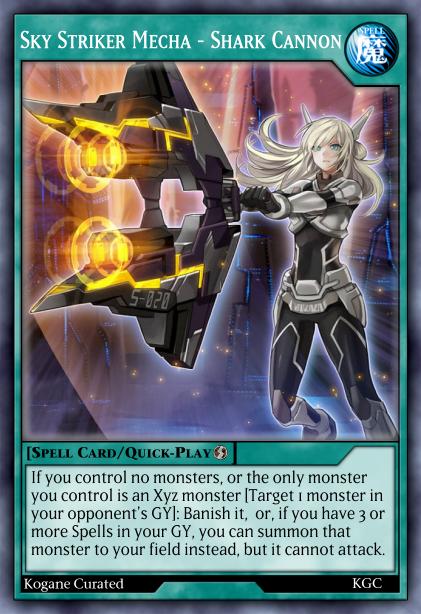 Sky Striker Mecha - Shark Cannon
SPELL
魔
S-020
[Spell Card/Quick-Play
If you control no monsters, or the only monster
you control is an Xyz monster [Target 1 monster in
your opponent's GY]: Banish it,  or, if you have 3 or
more Spells in your GY, you can summon that
monster to your field instead, but it cannot attack.
Kogane Curated KGC